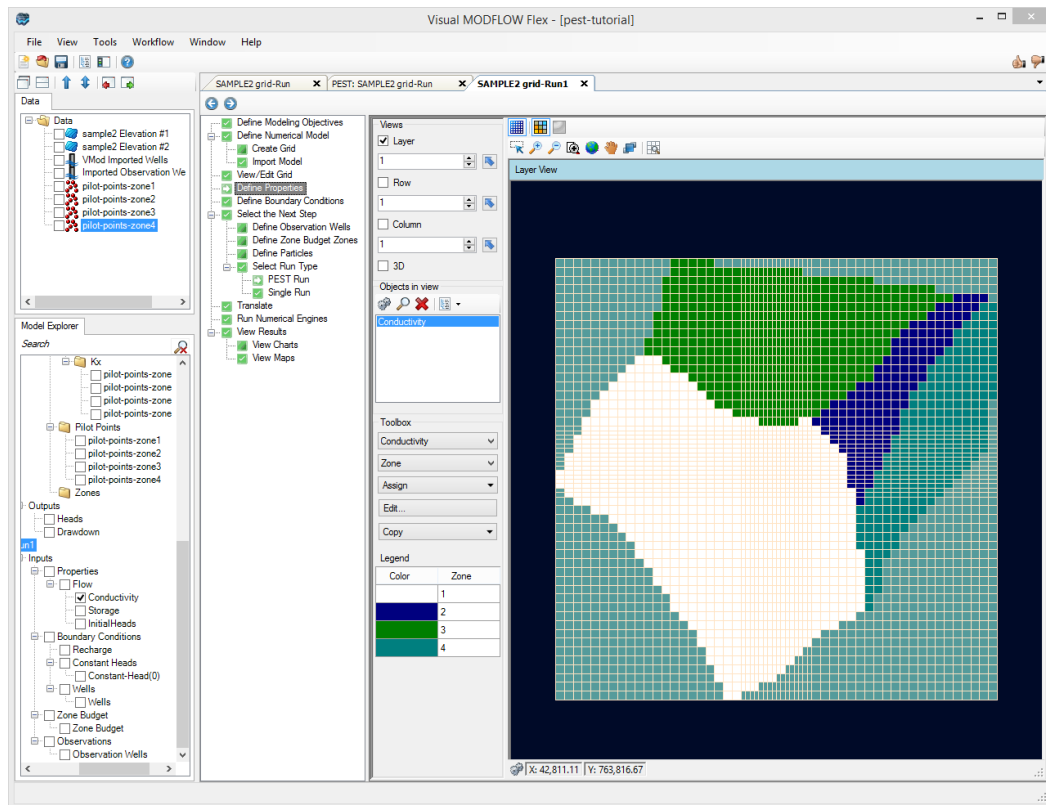 Visual MODFLOW Flex - [pest-tutorial]
File View Tools Workflow Window Help
Data
Data
sample2 Elevation #1
sample2 Elevation #2
VMod Imported Wells
Imported Observation We
pilot-points-zone1
pilot-points-zone2
pilot-points-zone3
pilot-points-zone4
Model Explorer
Search
Kx
pilot-points-zone
pilot-points-zone
pilot-points-zone
pilot-points-zone
Pilot Points
pilot-points-zone1
pilot-points-zone2
pilot-points-zone3
pilot-points-zone4
Zones
Outputs
Heads
Drawdown
un1
Inputs
Properties
Flow
Conductivity
Storage
InitialHeads
Boundary Conditions
Recharge
Constant Heads
Constant-Head(0)
Wells
Wells
Zone Budget
Zone Budget
Observations
Observation Wells
SAMPLE2 grid-Run PEST: SAMPLE2 grid-Run SAMPLE2 grid-Run1
Define Modeling Objectives
Define Numerical Model
Create Grid
Import Model
View/Edit Grid
Define Properties
Define Boundary Conditions
Select the Next Step
Define Observation Wells
Define Zone Budget Zones
Define Particles
Select Run Type
PEST Run
Single Run
Translate
Run Numerical Engines
View Results
View Charts
View Maps
Views
Layer
1
Row
1
Column
1
3D
Objects in view
Conductivity
Toolbox
Conductivity
Zone
Assign
Edit...
Copy
Legend
Color Zone
1
2
3
4
Layer View
X: 42,811.11 Y: 763,816.67